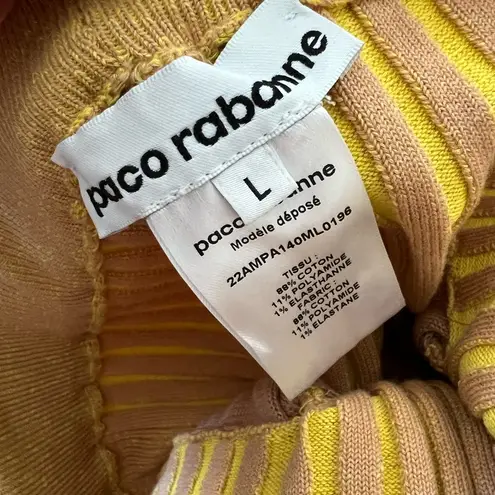 paco rabanne
L
paco rabanne
Modèle déposé
22AMPA140ML0196
TISSU :
88% COTON
11% POLYAMIDE
1% ELASTHANNE
FABRIC :
88% COTTON
11% POLYAMIDE
1% ELASTANE